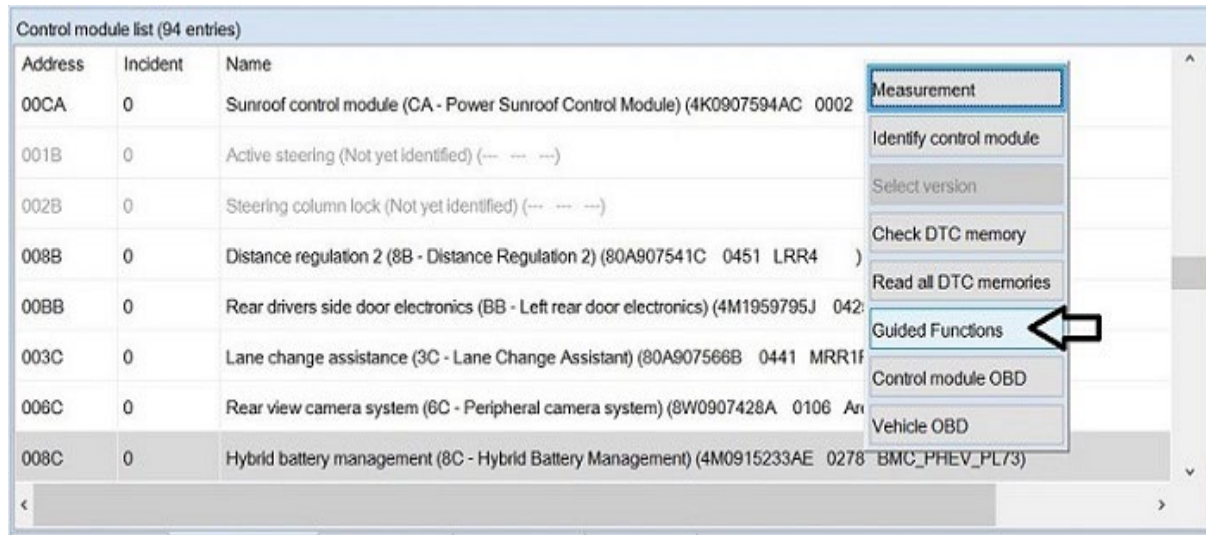 Control module list (94 entries)
Address Incident Name
00CA 0 Sunroof control module (CA - Power Sunroof Control Module) (4K0907594AC 0002
001B 0 Active steering (Not yet identified) (--- --- ---)
002B 0 Steering column lock (Not yet identified) (--- --- ---)
008B 0 Distance regulation 2 (8B - Distance Regulation 2) (80A907541C 0451 LRR4 )
00BB 0 Rear drivers side door electronics (BB - Left rear door electronics) (4M1959795J
003C 0 Lane change assistance (3C - Lane Change Assistant) (80A907566B 0441
006C 0 Rear view camera system (6C - Peripheral camera system) (8W0907428A 0106
008C 0 Hybrid battery management (8C - Hybrid Battery Management) (4M0915233AE 0278 BMC_PHEV_PL73)
Measurement
Identify control module
Select version
Check DTC memory
Read all DTC memories
Guided Functions
Control module OBD
Vehicle OBD